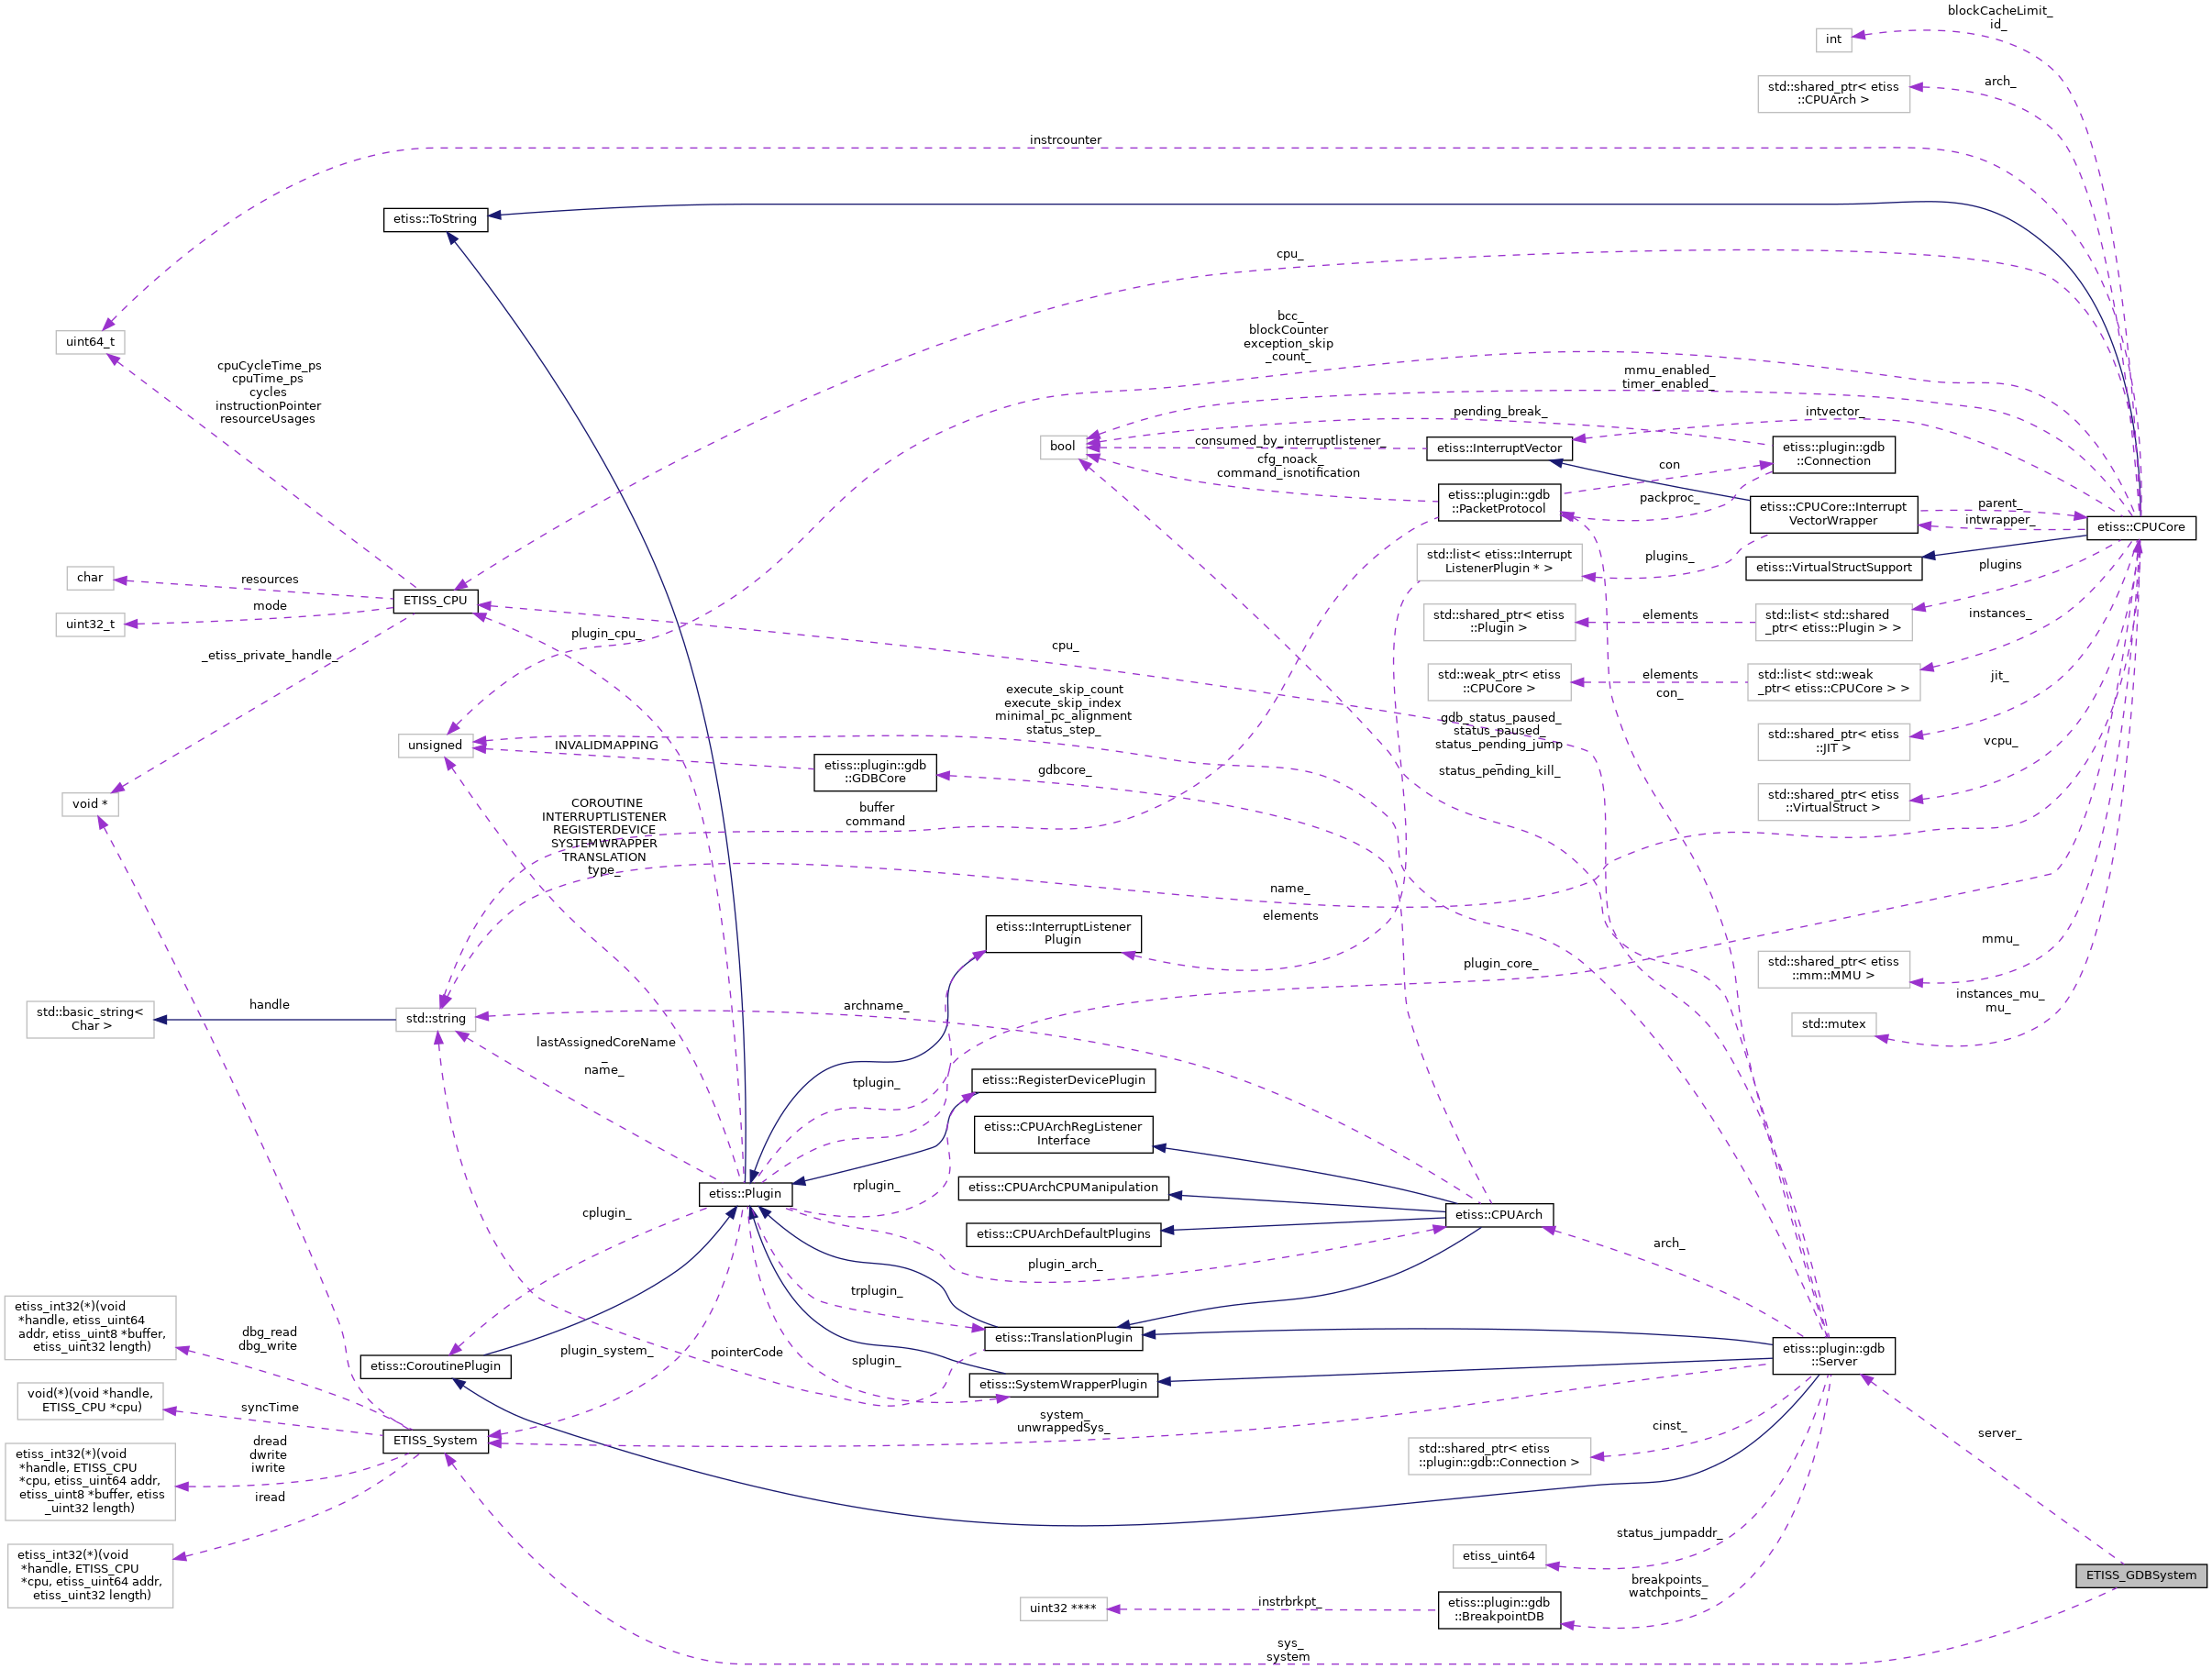 blockCacheLimit_
id_
int
arch_
std::shared_ptr< etiss
::CPUArch >
instrcounter
etiss::ToString
cpu_
uint64_t
bcc_
blockCounter
exception_skip
_count_
cpuCycleTime_ps
cpuTime_ps
cycles
instructionPointer
resourceUsages
mmu_enabled_
timer_enabled_
pending_break_
intvector_
bool
consumed_by_interruptlistener_
etiss::InterruptVector
etiss::plugin::gdb
::Connection
cfg_noack_
command_isnotification
con
etiss::plugin::gdb
::PacketProtocol
packproc_
etiss::CPUCore::Interrupt
VectorWrapper
parent_
intwrapper_
etiss::CPUCore
std::list< etiss::Interrupt
ListenerPlugin * >
plugins_
etiss::VirtualStructSupport
plugins
char
resources
ETISS_CPU
mode
uint32_t
plugin_cpu_
std::shared_ptr< etiss
::Plugin >
elements
std::list< std::shared
_ptr< etiss::Plugin > >
instances_
_etiss_private_handle_
cpu_
std::weak_ptr< etiss
::CPUCore >
elements
con_
std::list< std::weak
_ptr< etiss::CPUCore > >
jit_
execute_skip_count
execute_skip_index
minimal_pc_alignment
status_step_
gdb_status_paused_
status_paused_
status_pending_jump
_
status_pending_kill_
std::shared_ptr< etiss
::JIT >
vcpu_
unsigned
INVALIDMAPPING
etiss::plugin::gdb
::GDBCore
gdbcore_
void *
std::shared_ptr< etiss
::VirtualStruct >
COROUTINE
INTERRUPTLISTENER
REGISTERDEVICE
SYSTEMWRAPPER
TRANSLATION
type_
buffer
command
name_
elements
etiss::InterruptListener
Plugin
plugin_core_
mmu_
std::shared_ptr< etiss
::mm::MMU >
instances_mu_
mu_
std::mutex
std::basic_string<
Char >
handle
std::string
archname_
lastAssignedCoreName
_
name_
tplugin_
etiss::RegisterDevicePlugin
etiss::CPUArchRegListener
Interface
etiss::Plugin
rplugin_
etiss::CPUArchCPUManipulation
etiss::CPUArch
cplugin_
etiss::CPUArchDefaultPlugins
plugin_arch_
arch_
trplugin_
etiss_int32(*)(void
*handle, etiss_uint64
addr, etiss_uint8 *buffer,
etiss_uint32 length)
dbg_read
dbg_write
etiss::CoroutinePlugin
plugin_system_
pointerCode
splugin_
etiss::TranslationPlugin
etiss::SystemWrapperPlugin
etiss::plugin::gdb
::Server
void(*)(void *handle,
ETISS_CPU *cpu)
syncTime
system_
unwrappedSys_
cinst_
server_
ETISS_System
etiss_int32(*)(void
*handle, ETISS_CPU
*cpu, etiss_uint64 addr,
etiss_uint8 *buffer, etiss
_uint32 length)
dread
dwrite
iwrite
iread
std::shared_ptr< etiss
::plugin::gdb::Connection >
status_jumpaddr_
etiss_uint64
etiss_int32(*)(void
*handle, ETISS_CPU
*cpu, etiss_uint64 addr,
etiss_uint32 length)
breakpoints_
watchpoints_
ETISS_GDBSystem
uint32 ****
instrbrkpt_
etiss::plugin::gdb
::BreakpointDB
sys_
system